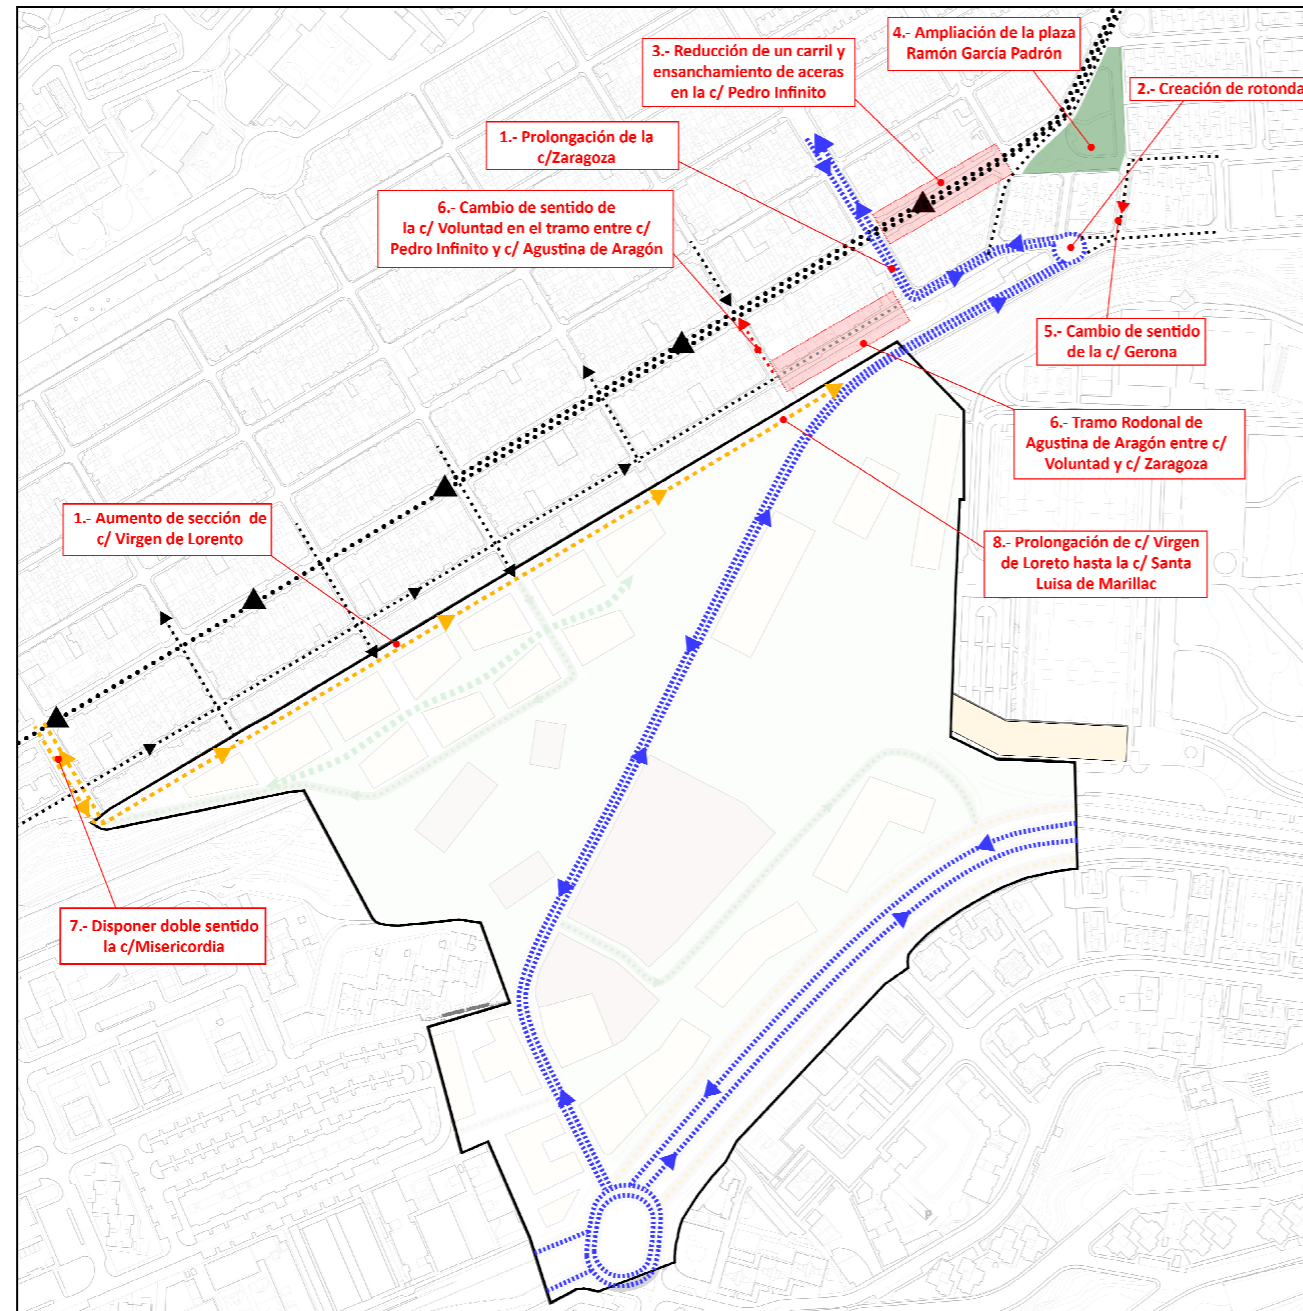 4.- Ampliación de la plaza
Ramón García Padrón
3.- Reducción de un carril y
ensanchamiento de aceras
en la c/ Pedro Infinito
2.- Creación de rotonda
1.- Prolongación de la
c/Zaragoza
6.- Cambio de sentido de
la c/ Voluntad en el tramo entre c/
Pedro Infinito y c/ Agustina de Aragón
5.- Cambio de sentido
de la c/ Gerona
6.- Tramo Rodonal de
Agustina de Aragón entre c/
Voluntad y c/ Zaragoza
1.- Aumento de sección de
c/ Virgen de Lorento
8.- Prolongación de c/ Virgen
de Loreto hasta la c/ Santa
Luisa de Marillac
7.- Disponer doble sentido
la c/Misericordia
P